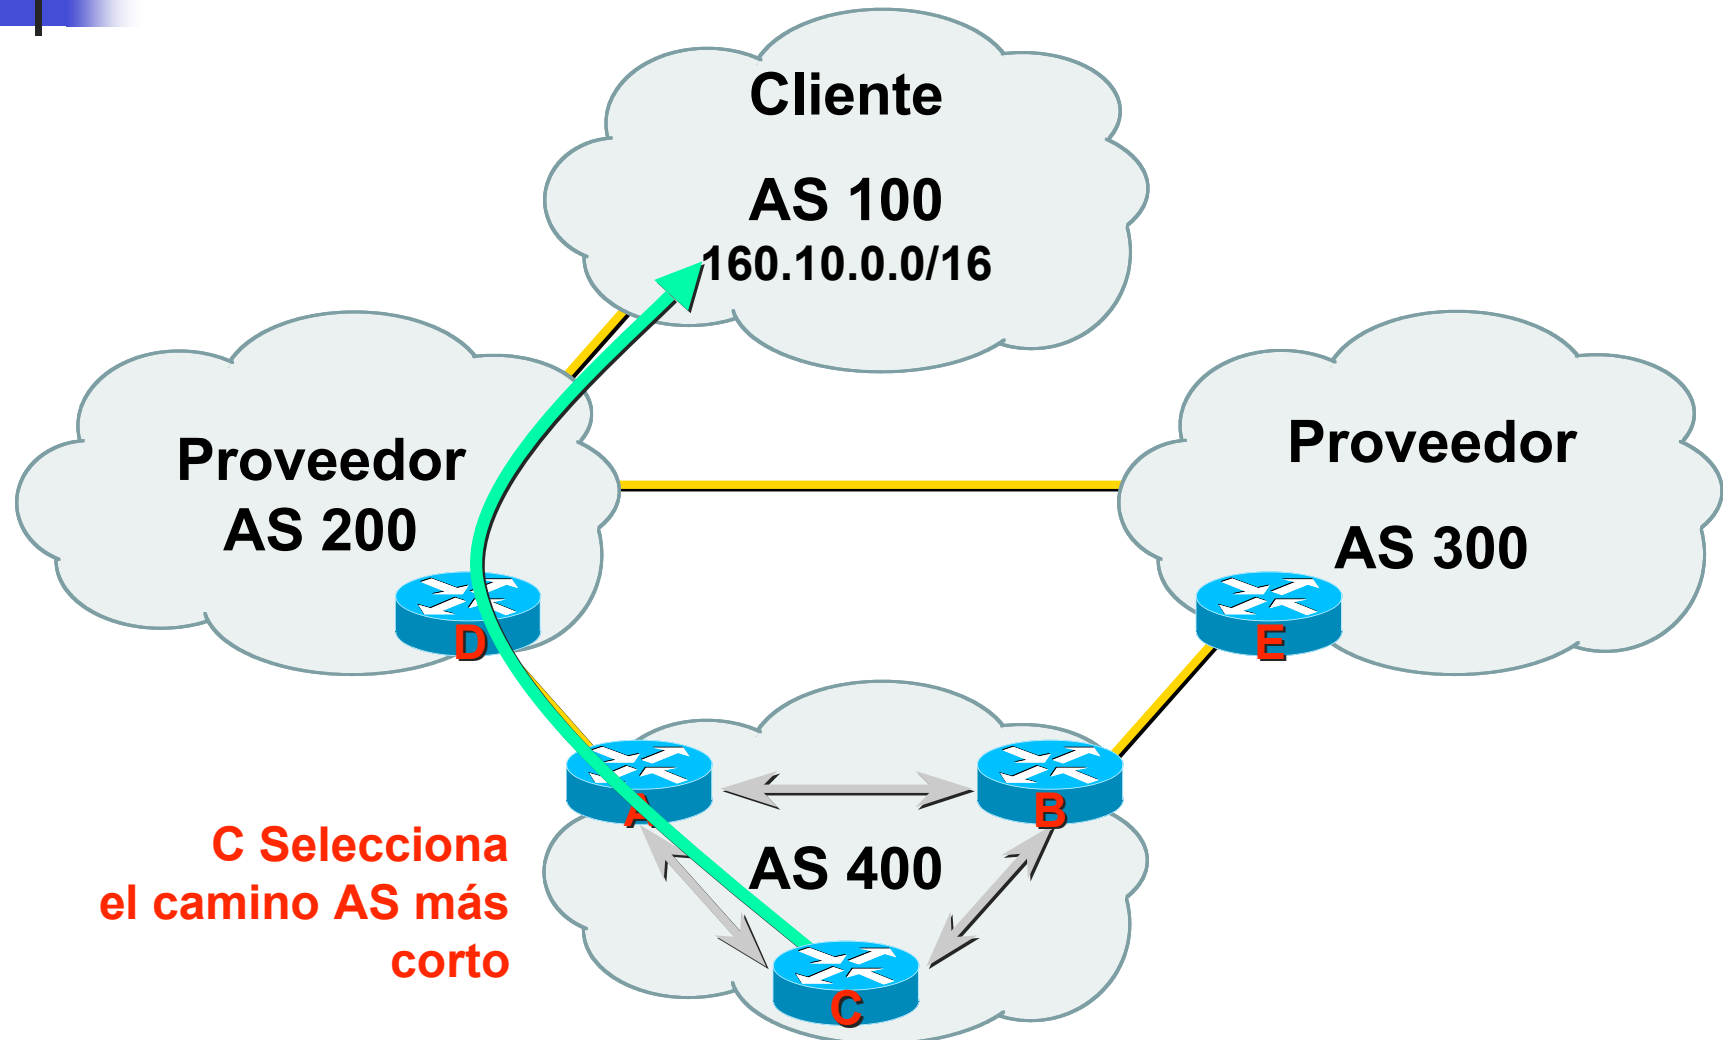 Cliente
AS 100
160.10.0.0/16
Proveedor
AS 200
Proveedor
AS 300
D
E
A
B
AS 400
C Selecciona
el camino AS más
corto
C